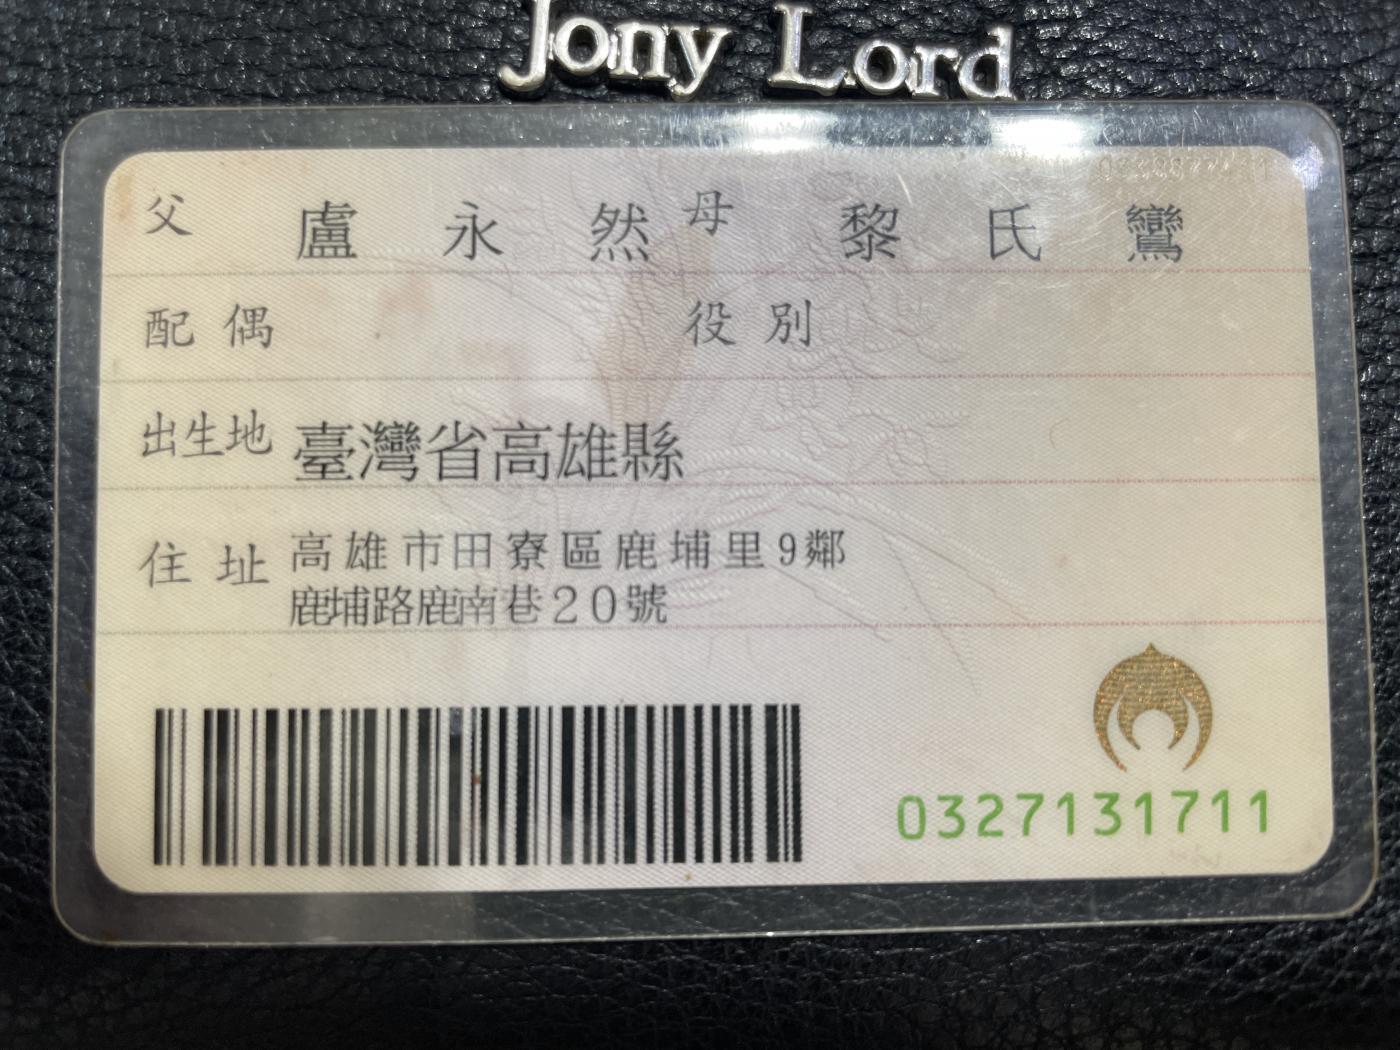 Jony Lord
父 盧永然 母 黎氏鸞
配偶 役別
出生地 臺灣省高雄縣
住址 高雄市田寮區鹿埔里9鄰
鹿埔路鹿南巷20號
0327131711